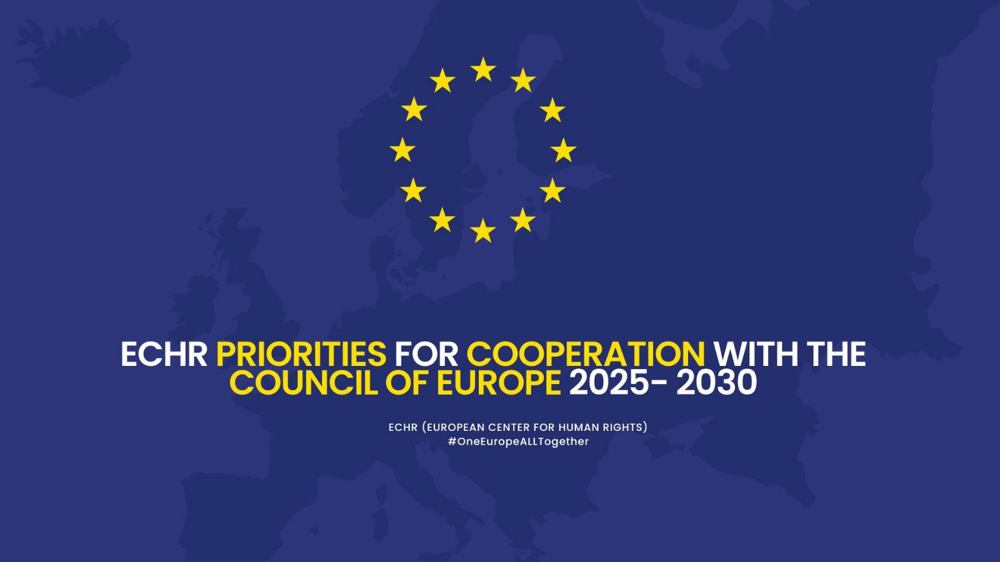 ECHR PRIORITIES FOR COOPERATION WITH THE
COUNCIL OF EUROPE 2025- 2030
ECHR (EUROPEAN CENTER FOR HUMAN RIGHTS)
#OneEuropeALLTogether